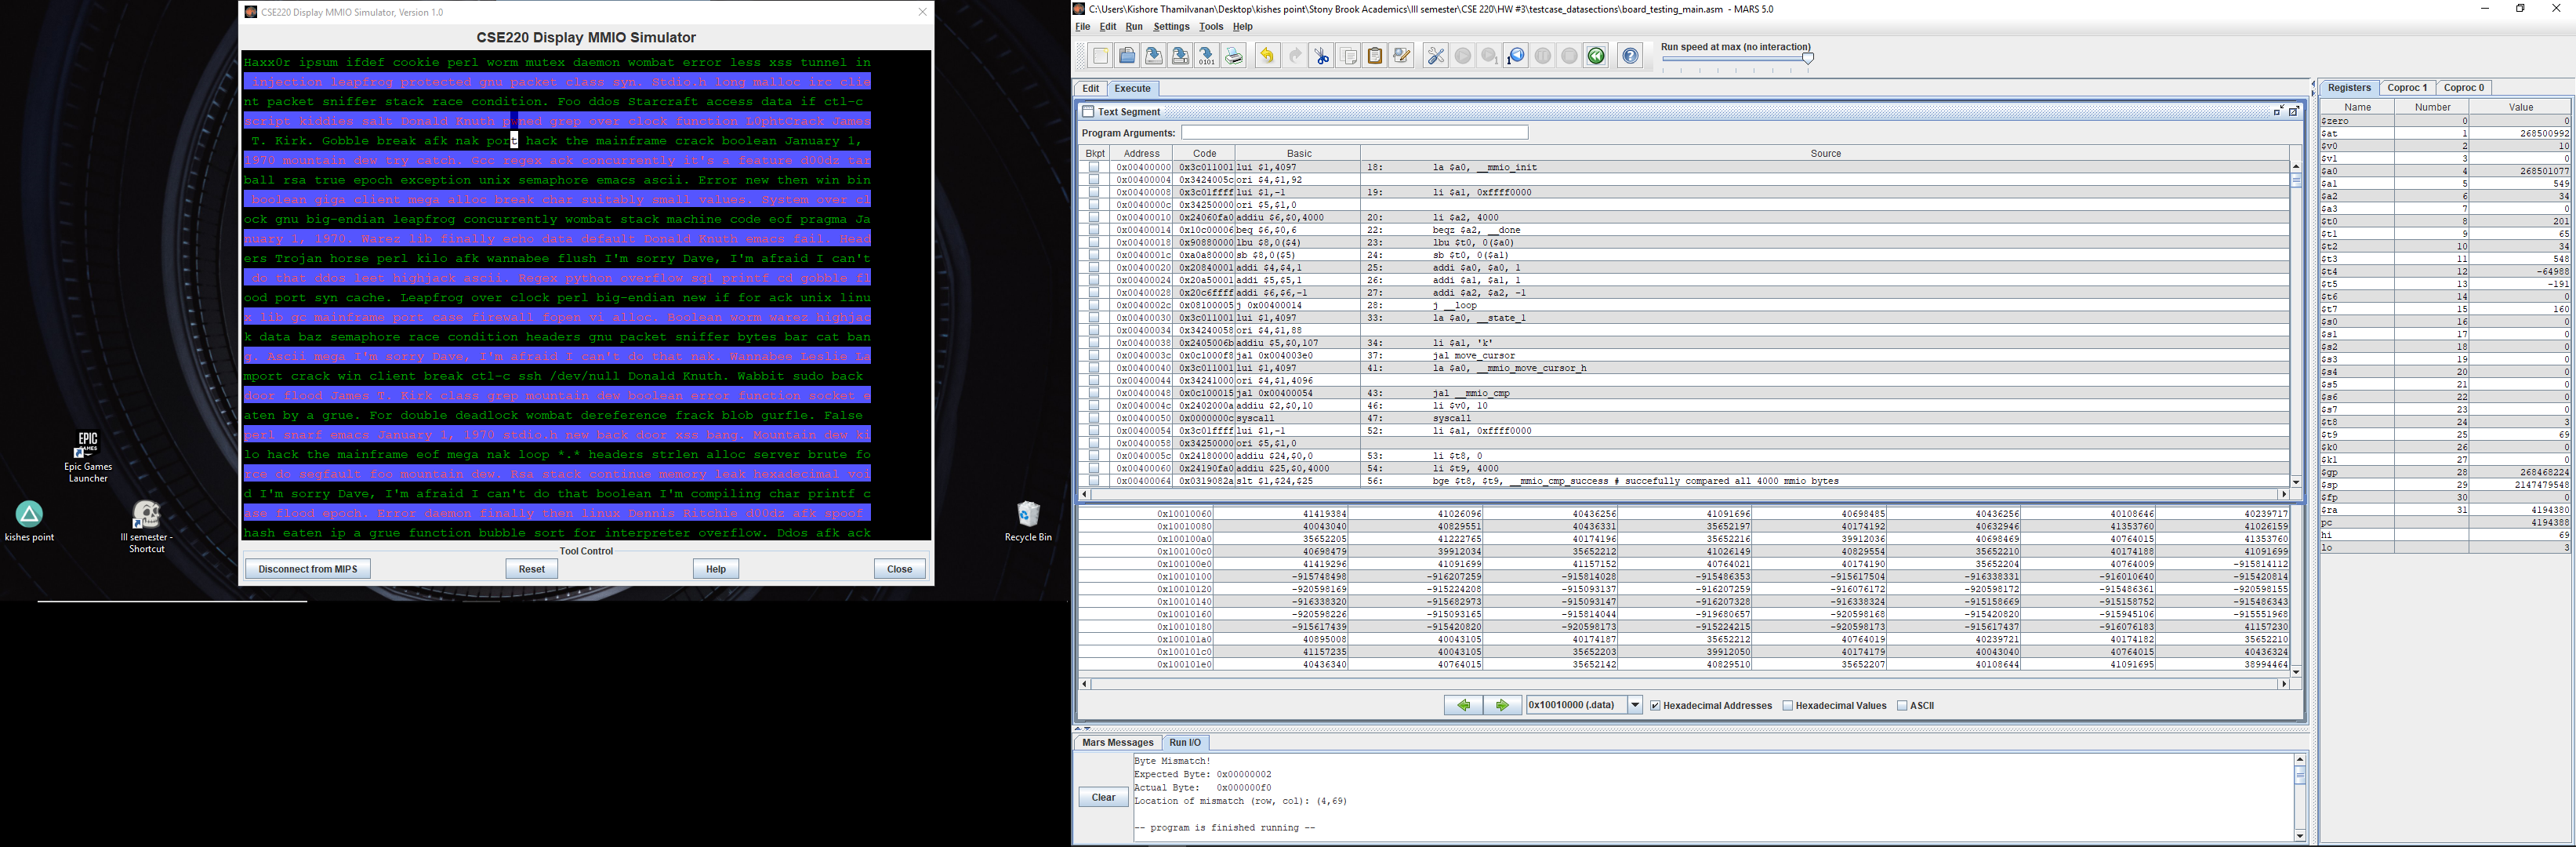 CSE220 Display MMIO Simulator, Version 1.0
CSE220 Display MMIO Simulator
Haxx0r ipsum ifdef cookie perl worm mutex daemon wombat error less xss tunnel in
injection leapfrog protected gnu packet class syn. Stdio.h long malloc irc clie
nt packet sniffer stack race condition. Foo ddos Starcraft access data if ctl-c
script kiddies salt Donald Knuth pwned grep over clock function L0phtCrack James
T. Kirk. Gobble break afk nak port hack the mainframe crack boolean January 1,
1970 mountain dew try catch. Gcc regex ack concurrently it's a feature d00dz tar
ball rsa true epoch exception unix semaphore emacs ascii. Error new then win bin
boolean giga client mega alloc break char suitably small values. System over cl
ock gnu big-endian leapfrog concurrently wombat stack machine code eof pragma Ja
nuary 1, 1970. Warez lib finally echo data default Donald Knuth emacs fail. Head
ers Trojan horse perl kilo afk wannabee flush I'm sorry Dave, I'm afraid I can't
do that ddos leet highjack ascii. Regex python overflow sql printf cd gobble fl
ood port syn cache. Leapfrog over clock perl big-endian new if for ack unix linu
x lib gc mainframe port case firewall fopen vi alloc. Boolean worm warez highjac
k data baz semaphore race condition headers gnu packet sniffer bytes bar cat ban
g. Ascii mega I'm sorry Dave, I'm afraid I can't do that nak. Wannabee Leslie La
mport crack win client break ctl-c ssh /dev/null Donald Knuth. Wabbit sudo back
door flood James T. Kirk class grep mountain dew boolean error function socket e
aten by a grue. For double deadlock wombat dereference frack blob gurfle. False
perl snarf emacs January 1, 1970 stdio.h new back door xss bang. Mountain dew ki
lo hack the mainframe eof mega nak loop *.* headers strlen alloc server brute fo
rce do segfault foo mountain dew. Rsa stack continue memory leak hexadecimal voi
d I'm sorry Dave, I'm afraid I can't do that boolean I'm compiling char printf c
ase flood epoch. Error daemon finally then linux Dennis Ritchie d00dz afk spoof
hash eaten ip a grue function bubble sort for interpreter overflow. Ddos afk ack
Tool Control
Disconnect from MIPS Reset Help Close
EPIC GAMES
Epic Games Launcher
kishes point
III semester - Shortcut
Recycle Bin
C:\Users\Kishore Thamilvanan\Desktop\kishes point\Stony Brook Academics\III semester\CSE 220\HW #3\testcase_datasections\board_testing_main.asm - MARS 5.0
File Edit Run Settings Tools Help
Run speed at max (no interaction)
Edit Execute
Text Segment
Program Arguments:
Bkpt Address Code Basic Source
0x00400000 0x3c011001 lui $1,4097 18: la $a0, __mmio_init
0x00400004 0x3424005c ori $4,$1,92
0x00400008 0x3c01ffff lui $1,-1 19: li $a1, 0xffff0000
0x0040000c 0x34250000 ori $5,$1,0
0x00400010 0x24060fa0 addiu $6,$0,4000 20: li $a2, 4000
0x00400014 0x10c00006 beq $6,$0,6 22: beqz $a2, __done
0x00400018 0x90880000 lbu $8,0($4) 23: lbu $t0, 0($a0)
0x0040001c 0xa0a80000 sb $8,0($5) 24: sb $t0, 0($a1)
0x00400020 0x20840001 addi $4,$4,1 25: addi $a0, $a0, 1
0x00400024 0x20a50001 addi $5,$5,1 26: addi $a1, $a1, 1
0x00400028 0x20c6ffff addi $6,$6,-1 27: addi $a2, $a2, -1
0x0040002c 0x08100005 j 0x00400014 28: j __loop
0x00400030 0x3c011001 lui $1,4097 33: la $a0, __state_1
0x00400034 0x34240058 ori $4,$1,88
0x00400038 0x2405006b addiu $5,$0,107 34: li $a1, 'k'
0x0040003c 0x0c1000f8 jal 0x004003e0 37: jal move_cursor
0x00400040 0x3c011001 lui $1,4097 41: la $a0, __mmio_move_cursor_h
0x00400044 0x34241000 ori $4,$1,4096
0x00400048 0x0c100015 jal 0x00400054 43: jal __mmio_cmp
0x0040004c 0x2402000a addiu $2,$0,10 46: li $v0, 10
0x00400050 0x0000000c syscall 47: syscall
0x00400054 0x3c01ffff lui $1,-1 52: li $a1, 0xffff0000
0x00400058 0x34250000 ori $5,$1,0
0x0040005c 0x24180000 addiu $24,$0,0 53: li $t8, 0
0x00400060 0x24190fa0 addiu $25,$0,4000 54: li $t9, 4000
0x00400064 0x0319082a slt $1,$24,$25 56: bge $t8, $t9, __mmio_cmp_success # succefully compared all 4000 mmio bytes
0x10010060 41419384 41026096 40436256 41091696 40698485 40436256 40108646 40239717
0x10010080 40043040 40829551 40436331 35652197 40174192 40632946 41353760 41026159
0x100100a0 35652205 41222765 40174196 35652216 39912036 40698469 40764015 41353760
0x100100c0 40698479 39912034 35652212 41026149 40829554 35652210 40174188 41091699
0x100100e0 41419296 41091699 41157152 40764021 40174190 35652204 40764009 -915814112
0x10010100 -915748498 -916207259 -915814028 -915486353 -915617504 -916338331 -916010640 -915420814
0x10010120 -920598169 -915224208 -915093137 -916207259 -916076172 -920598172 -915486361 -920598155
0x10010140 -916338320 -915682973 -915093147 -916207328 -916338324 -915158669 -915158752 -915486343
0x10010160 -920598226 -915093165 -915814044 -919680657 -920598168 -915420820 -915945106 -915551968
0x10010180 -915617439 -915420820 -920598173 -915224215 -920598173 -915617437 -916076183 41157230
0x100101a0 40895008 40043105 40174187 35652212 40764019 40239721 40174182 35652210
0x100101c0 41157235 40043105 35652203 39912050 40174179 40043040 40764015 40436324
0x100101e0 40436340 40764015 35652142 40829510 35652207 40108644 41091695 38994464
0x10010000 (.data) Hexadecimal Addresses Hexadecimal Values ASCII
Mars Messages Run I/O
Clear
Byte Mismatch!
Expected Byte: 0x00000002
Actual Byte: 0x000000f0
Location of mismatch (row, col): (4,69)
-- program is finished running --
Registers Coproc 1 Coproc 0
Name Number Value
$zero 0 0
$at 1 268500992
$v0 2 10
$v1 3 0
$a0 4 268501077
$a1 5 549
$a2 6 34
$a3 7 0
$t0 8 201
$t1 9 65
$t2 10 34
$t3 11 548
$t4 12 -64988
$t5 13 -191
$t6 14 0
$t7 15 160
$s0 16 0
$s1 17 0
$s2 18 0
$s3 19 0
$s4 20 0
$s5 21 0
$s6 22 0
$s7 23 0
$t8 24 3
$t9 25 69
$k0 26 0
$k1 27 0
$gp 28 268468224
$sp 29 2147479548
$fp 30 0
$ra 31 4194380
pc 4194388
hi 69
lo 3